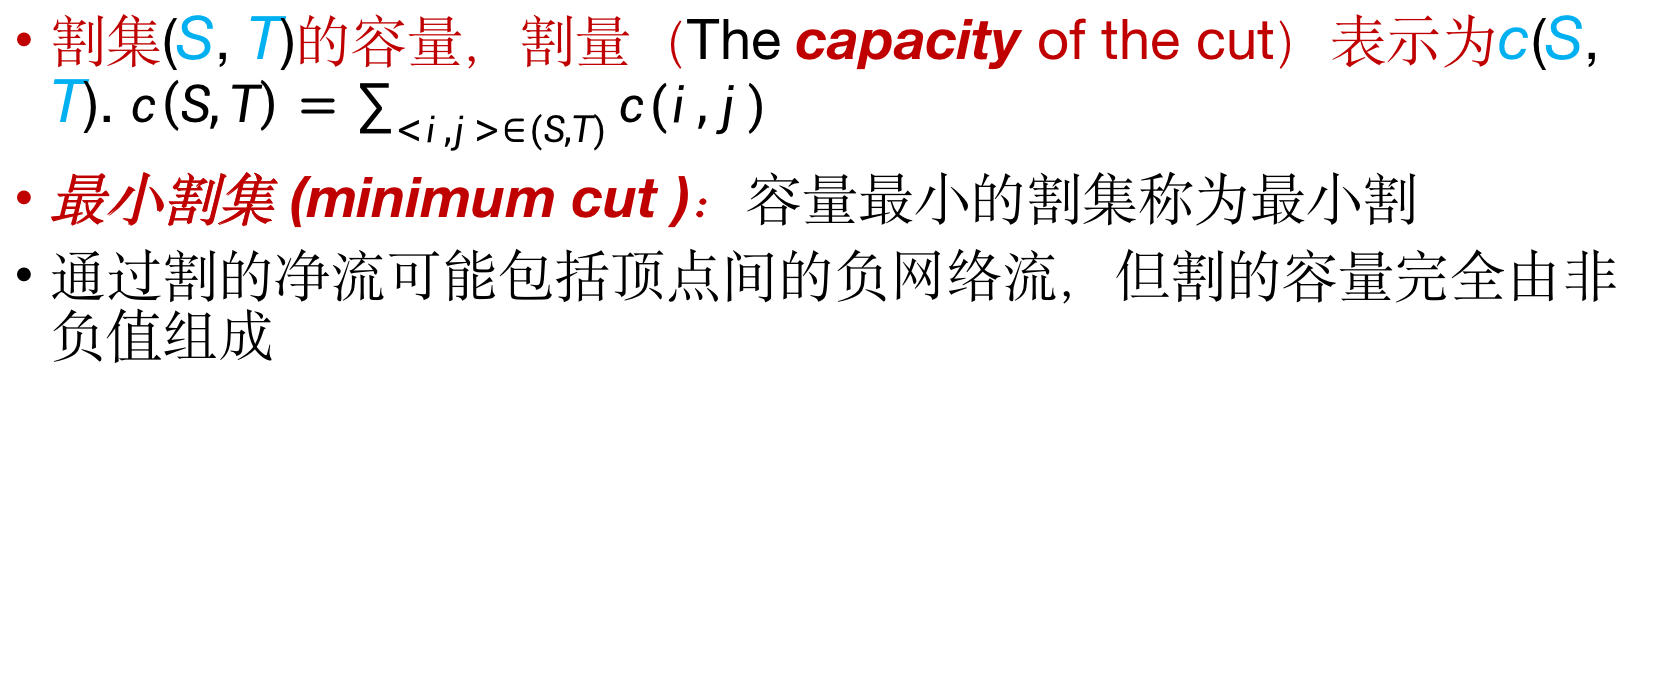 • 割集(S, T)的容量，割量（The capacity of the cut）表示为c(S,
T). c(S,T) = ∑<i,j>∈(S,T) c(i,j)
• 最小割集 (minimum cut )：容量最小的割集称为最小割
• 通过割的净流可能包括顶点间的负网络流，但割的容量完全由非
负值组成